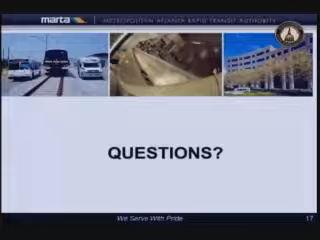 marta METROPOLITAN ATLANTA RAPID TRANSIT AUTHORITY
QUESTIONS?
We Serve With Pride 17